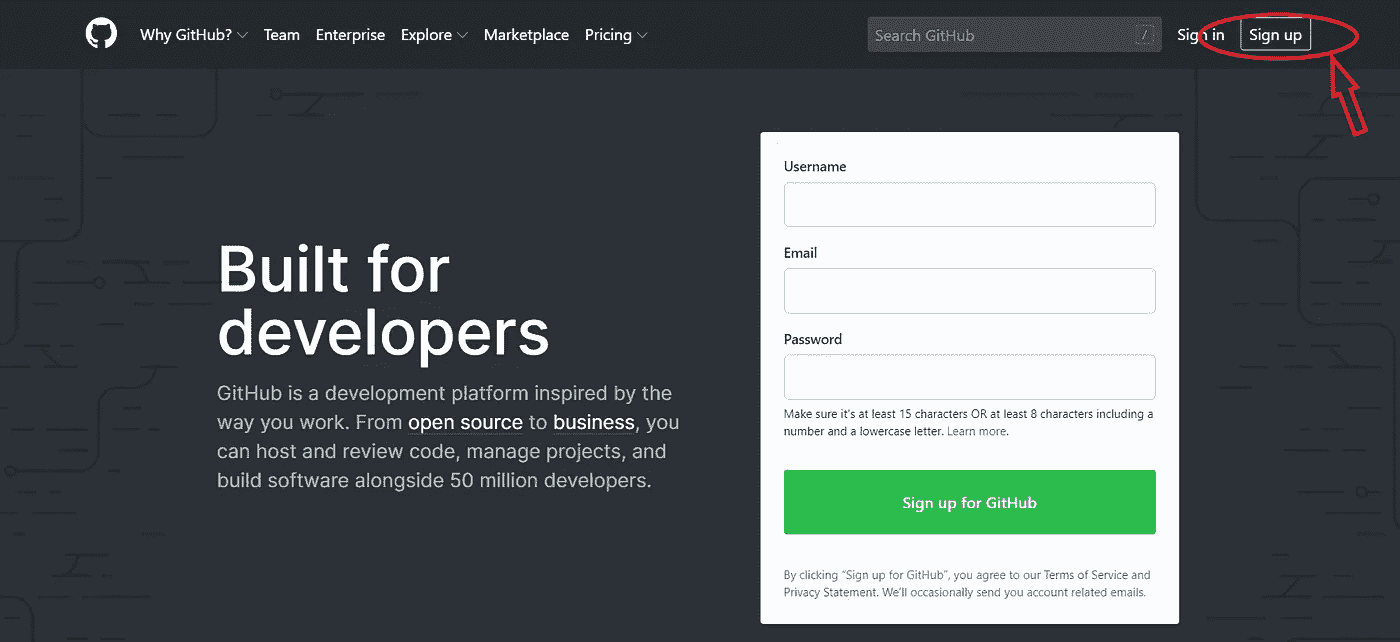 Why GitHub? Team Enterprise Explore Marketplace Pricing Search GitHub / Sign in Sign up
Built for
developers
GitHub is a development platform inspired by the
way you work. From open source to business, you
can host and review code, manage projects, and
build software alongside 50 million developers.
Username
Email
Password
Make sure it's at least 15 characters OR at least 8 characters including a
number and a lowercase letter. Learn more.
Sign up for GitHub
By clicking “Sign up for GitHub”, you agree to our Terms of Service and
Privacy Statement. We'll occasionally send you account related emails.